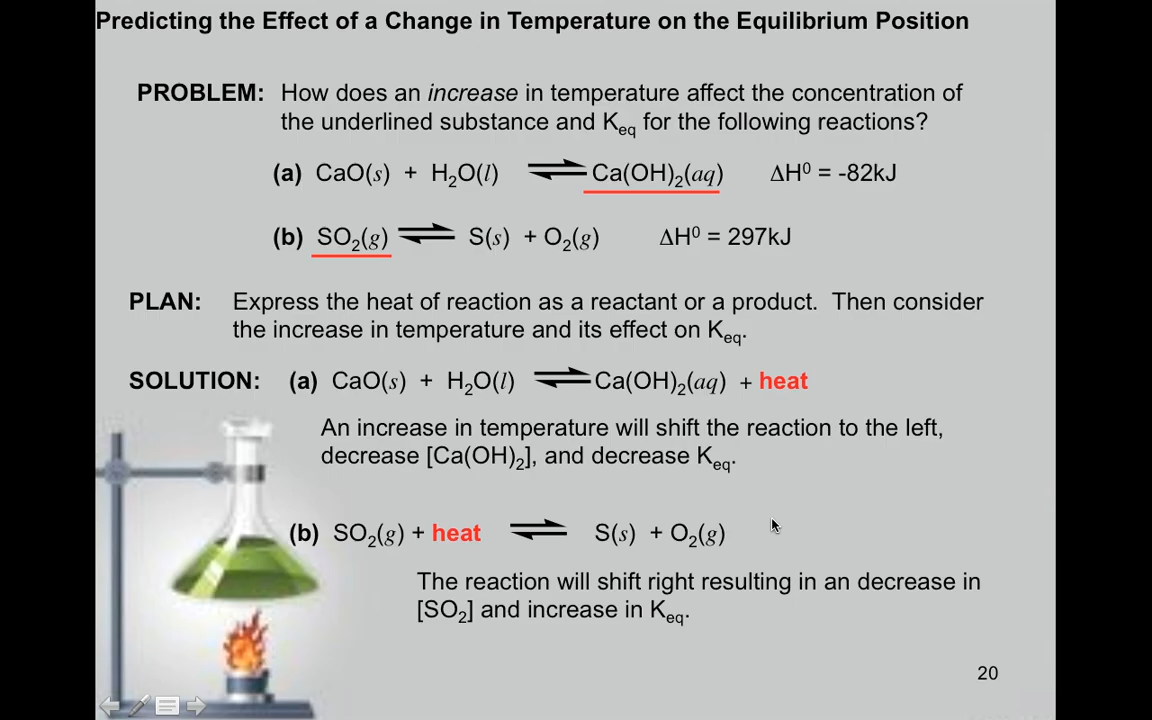 Predicting the Effect of a Change in Temperature on the Equilibrium Position
PROBLEM: How does an increase in temperature affect the concentration of
the underlined substance and Keq for the following reactions?
(a) CaO(s) + H2O(l) ⇌ Ca(OH)2(aq) ΔH0 = -82kJ
(b) SO2(g) ⇌ S(s) + O2(g) ΔH0 = 297kJ
PLAN: Express the heat of reaction as a reactant or a product. Then consider
the increase in temperature and its effect on Keq.
SOLUTION: (a) CaO(s) + H2O(l) ⇌ Ca(OH)2(aq) + heat
An increase in temperature will shift the reaction to the left,
decrease [Ca(OH)2], and decrease Keq.
(b) SO2(g) + heat ⇌ S(s) + O2(g)
The reaction will shift right resulting in an decrease in
[SO2] and increase in Keq.
20